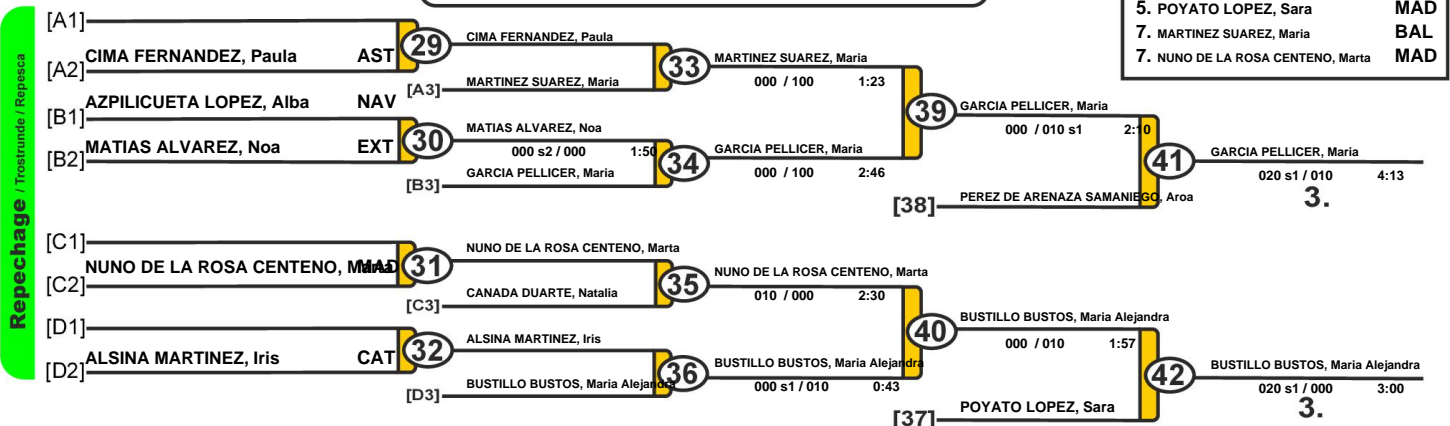 5. POYATO LOPEZ, Sara MAD
7. MARTINEZ SUAREZ, Maria BAL
7. NUNO DE LA ROSA CENTENO, Marta MAD
Repechage / Trostrunde / Repesca
[A1]
CIMA FERNANDEZ, Paula AST
[A2]
29
CIMA FERNANDEZ, Paula
[A3]
MARTINEZ SUAREZ, Maria
33
MARTINEZ SUAREZ, Maria
000 / 100 1:23
AZPILICUETA LOPEZ, Alba NAV
[B1]
MATIAS ALVAREZ, Noa EXT
[B2]
30
MATIAS ALVAREZ, Noa
000 s2 / 000 1:50
GARCIA PELLICER, Maria
[B3]
34
GARCIA PELLICER, Maria
000 / 100 2:46
39
GARCIA PELLICER, Maria
000 / 010 s1 2:10
[38]
PEREZ DE ARENAZA SAMANIEGO, Aroa
41
GARCIA PELLICER, Maria
020 s1 / 010 4:13
3.
[C1]
NUNO DE LA ROSA CENTENO, Marta MAD
[C2]
31
NUNO DE LA ROSA CENTENO, Marta
[C3]
CANADA DUARTE, Natalia
35
NUNO DE LA ROSA CENTENO, Marta
010 / 000 2:30
[D1]
ALSINA MARTINEZ, Iris CAT
[D2]
32
ALSINA MARTINEZ, Iris
[D3]
BUSTILLO BUSTOS, Maria Alejandra
36
BUSTILLO BUSTOS, Maria Alejandra
000 s1 / 010 0:43
40
BUSTILLO BUSTOS, Maria Alejandra
000 / 010 1:57
[37]
POYATO LOPEZ, Sara
42
BUSTILLO BUSTOS, Maria Alejandra
020 s1 / 000 3:00
3.